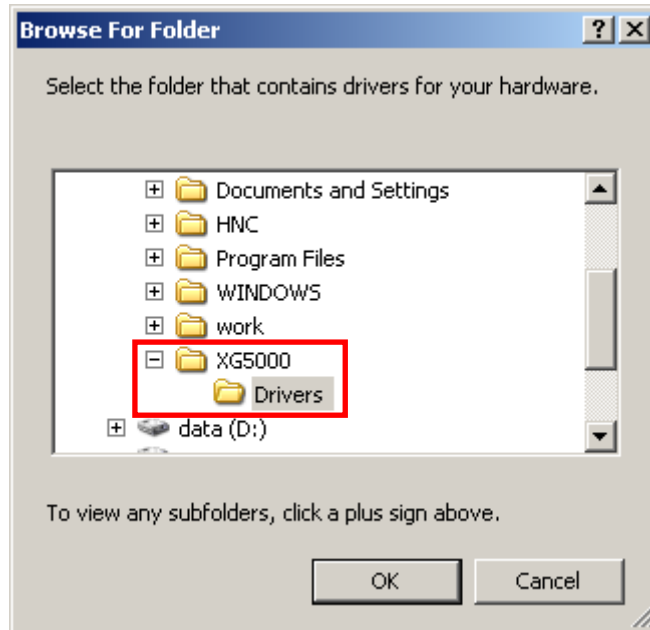 Browse For Folder
Select the folder that contains drivers for your hardware.
Documents and Settings
HNC
Program Files
WINDOWS
work
XG5000
Drivers
data (D:)
To view any subfolders, click a plus sign above.
OK Cancel